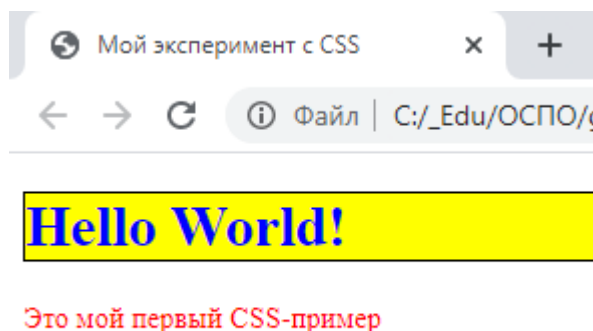 Мой эксперимент с CSS
Файл | C:/_Edu/ОСПО/
Hello World!
Это мой первый CSS-пример